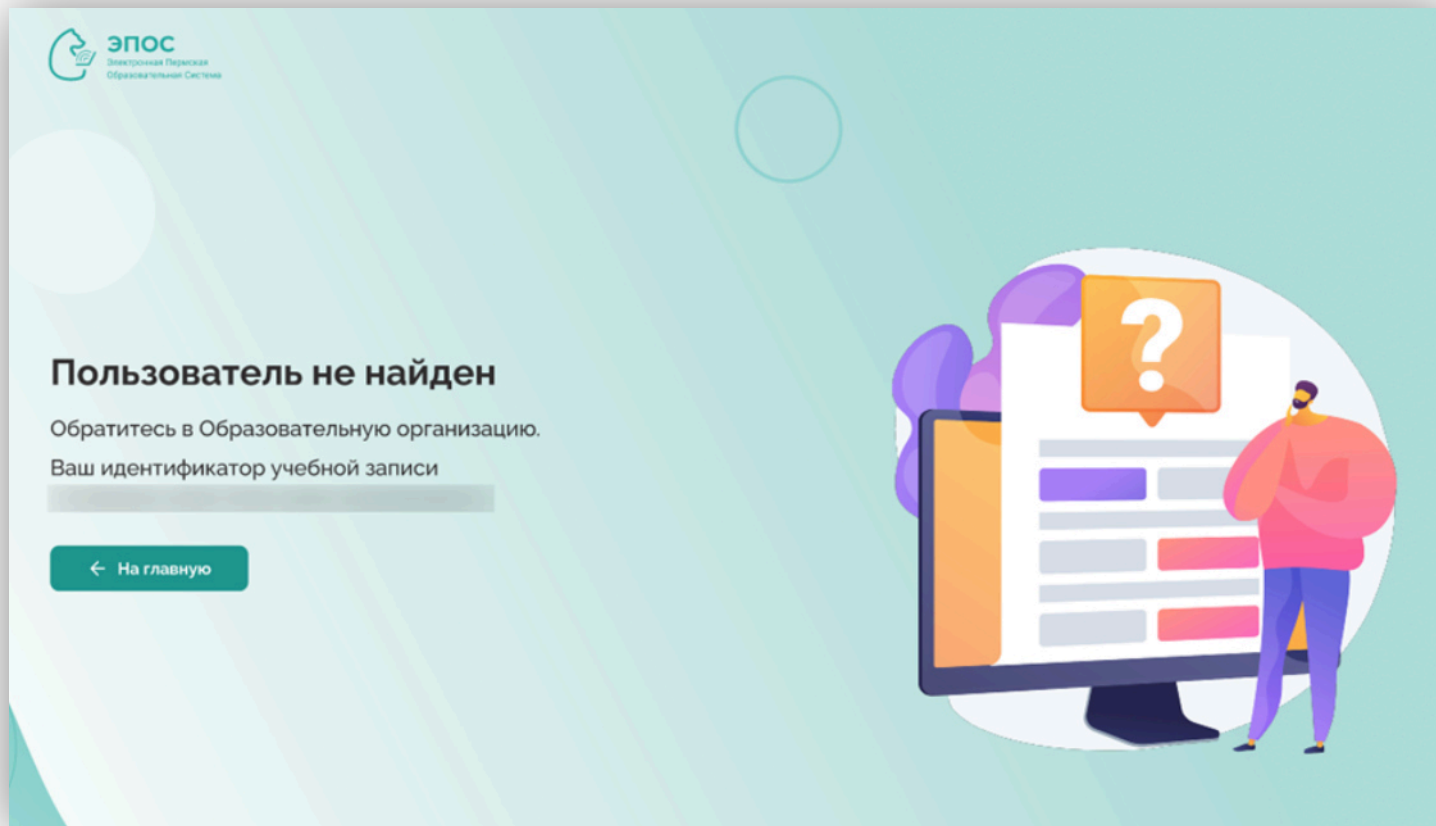 ЭПОС
Электронная Пермская
Образовательная Система
Пользователь не найден
Обратитесь в Образовательную организацию.
Ваш идентификатор учебной записи
← На главную
?